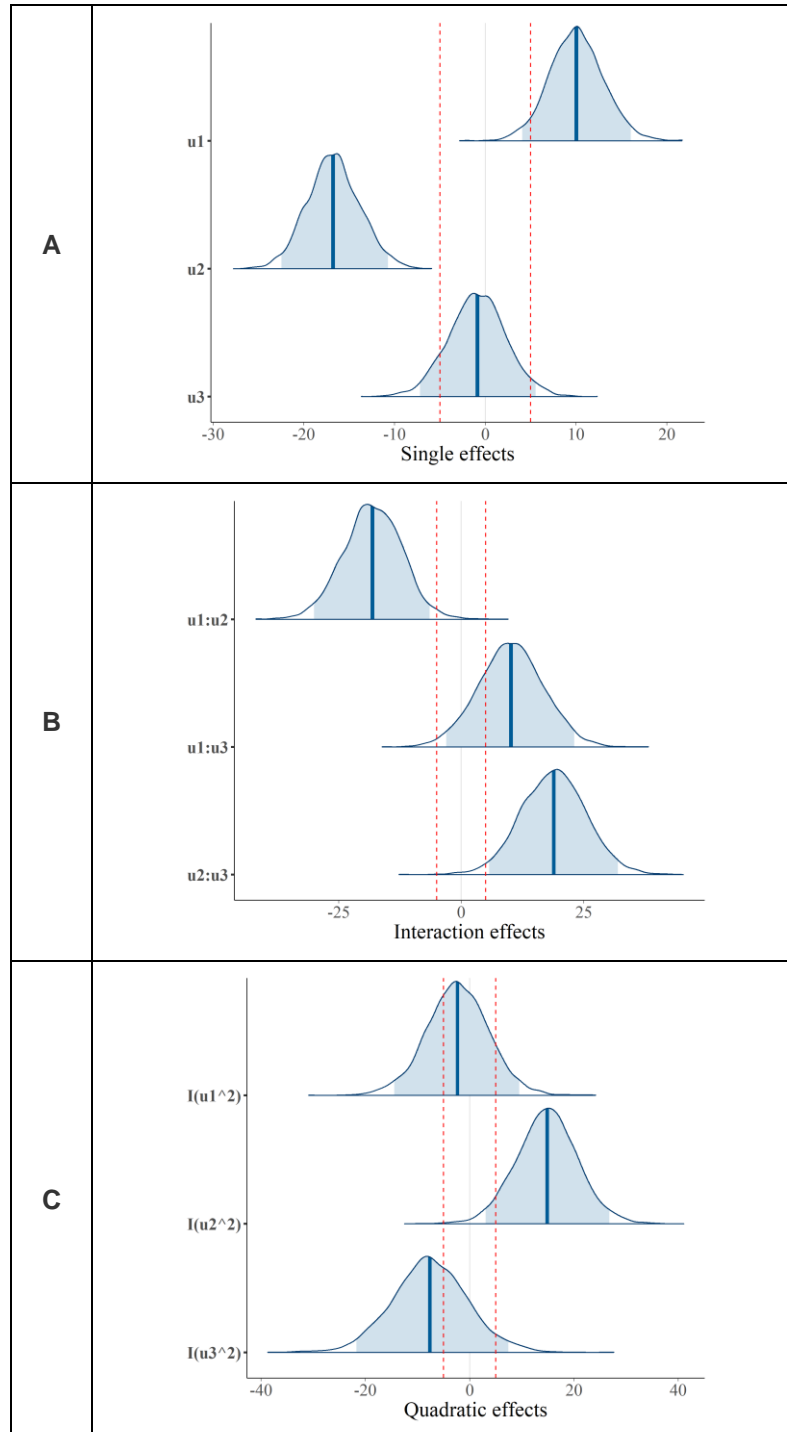 A
u1
u2
u3
-30 -20 -10 0 10 20
Single effects
B
u1:u2
u1:u3
u2:u3
-25 0 25
Interaction effects
C
I(u1^2)
I(u2^2)
I(u3^2)
-40 -20 0 20 40
Quadratic effects